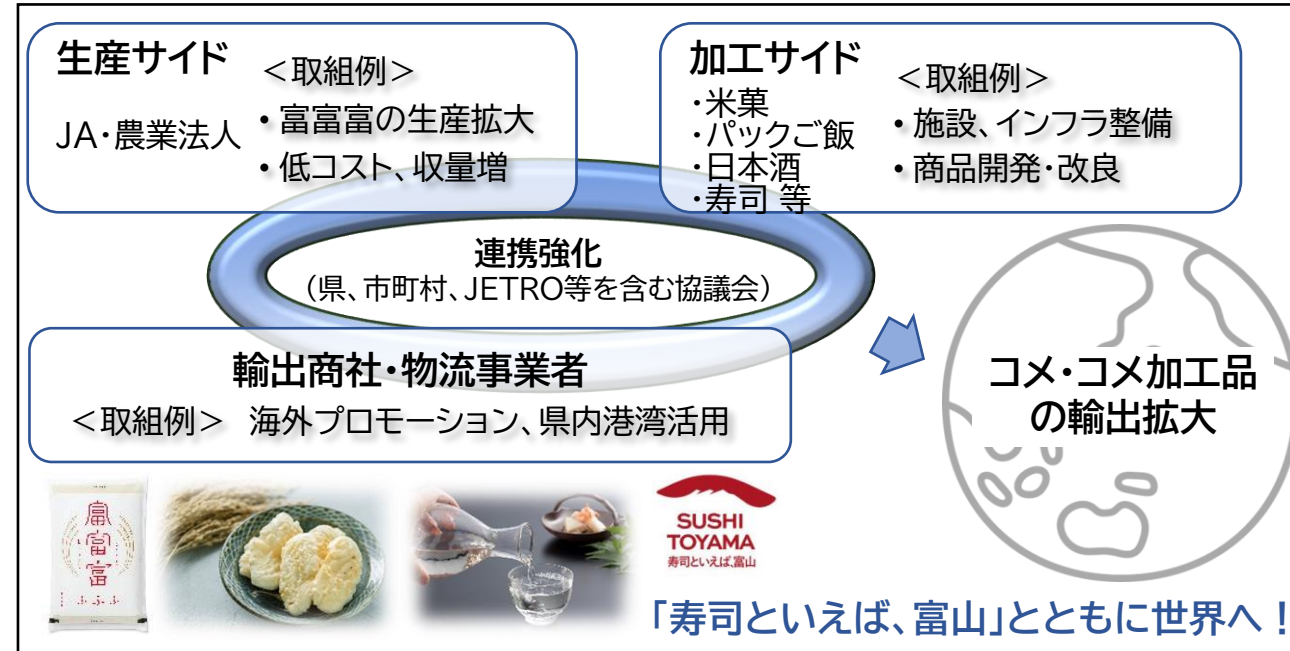 生産サイド
JA・農業法人
＜取組例＞
・富富富の生産拡大
・低コスト、収量増
加工サイド
・米菓
・パックご飯
・日本酒
・寿司 等
＜取組例＞
・施設、インフラ整備
・商品開発・改良
連携強化
（県、市町村、JETRO等を含む協議会）
輸出商社・物流事業者
＜取組例＞ 海外プロモーション、県内港湾活用
コメ・コメ加工品
の輸出拡大
富富富
ふふふ
SUSHI
TOYAMA
寿司といえば、富山
「寿司といえば、富山」とともに世界へ！